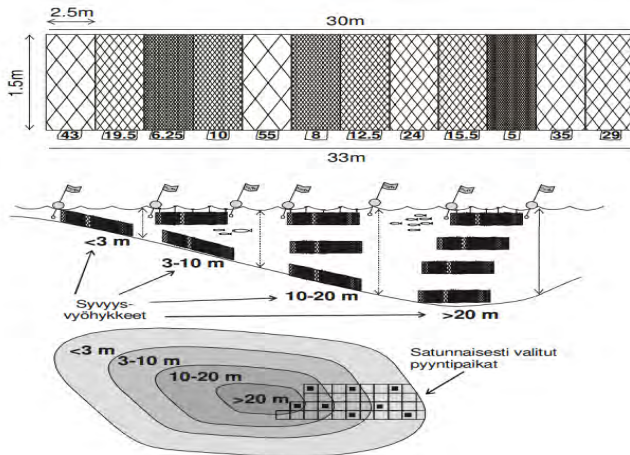 2.5m
30m
1.5m
43 19.5 6.25 10 55 8 12.5 24 15.5 5 35 29
33m
<3 m
3-10 m
10-20 m
>20 m
Syvyys-
vyöhykkeet
<3 m
3-10 m
10-20 m
>20 m
Satunnaisesti valitut
pyyntipaikat